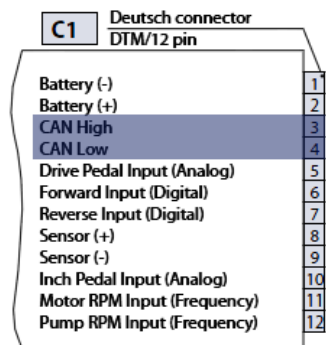 C1
Deutsch connector
DTM/12 pin
Battery (-) 1
Battery (+) 2
CAN High 3
CAN Low 4
Drive Pedal Input (Analog) 5
Forward Input (Digital) 6
Reverse Input (Digital) 7
Sensor (+) 8
Sensor (-) 9
Inch Pedal Input (Analog) 10
Motor RPM Input (Frequency) 11
Pump RPM Input (Frequency) 12